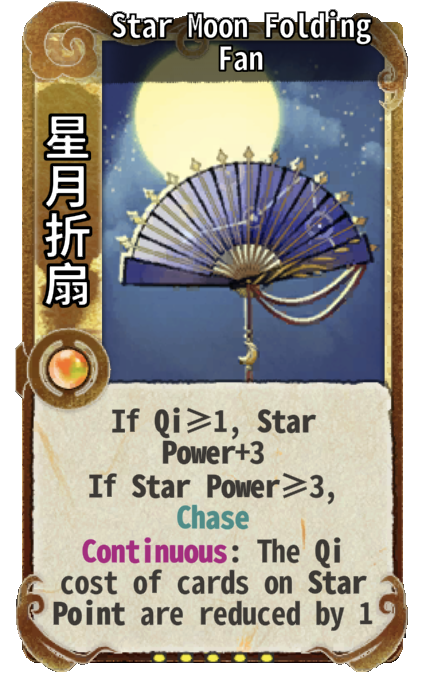 Star Moon Folding
Fan
星月折扇
If Qi≥1, Star
Power+3
If Star Power≥3,
Chase
Continuous: The Qi
cost of cards on Star
Point are reduced by 1